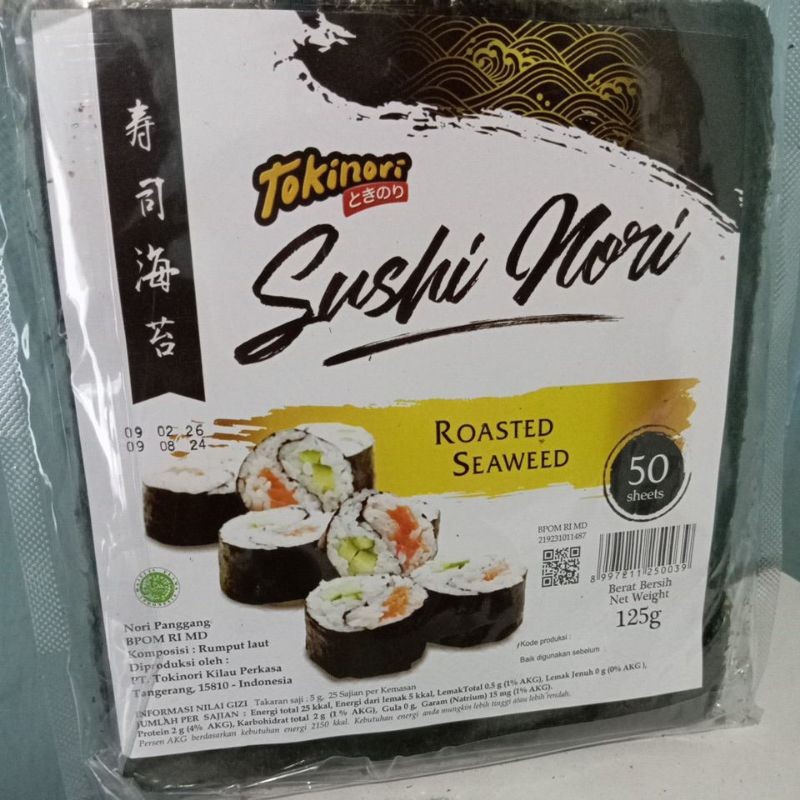 寿司海苔
Tokinori
ときのり
Sushi Nori
09 02 26
09 08 24
ROASTED
SEAWEED
50
sheets
BPOM RI MD
219231011487
8 997211 250039
Berat Bersih
Net Weight
125g
Nori Panggang
BPOM RI MD
Komposisi : Rumput laut
Diproduksi oleh :
PT. Tokinori Kilau Perkasa
Tangerang, 15810 - Indonesia
Kode produksi :
Baik digunakan sebelum
INFORMASI NILAI GIZI Takaran saji : 5 g, 25 Sajian per Kemasan
JUMLAH PER SAJIAN : Energi total 25 kkal, Energi dari lemak 5 kkal, LemakTotal 0.5 g (1% AKG), Lemak Jenuh 0 g (0% AKG ),
Protein 2 g (4% AKG), Karbohidrat total 2 g (1 % AKG), Gula 0 g, Garam (Natrium) 15 mg (1% AKG).
Persen AKG berdasarkan kebutuhan energi 2150 kkal. Kebutuhan energi anda mungkin lebih tinggi atau lebih rendah.